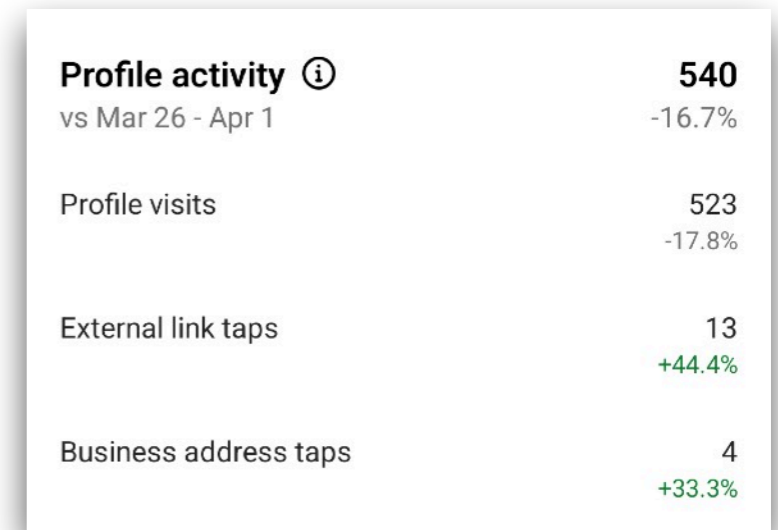 Profile activity 540
vs Mar 26 - Apr 1 -16.7%
Profile visits 523
-17.8%
External link taps 13
+44.4%
Business address taps 4
+33.3%